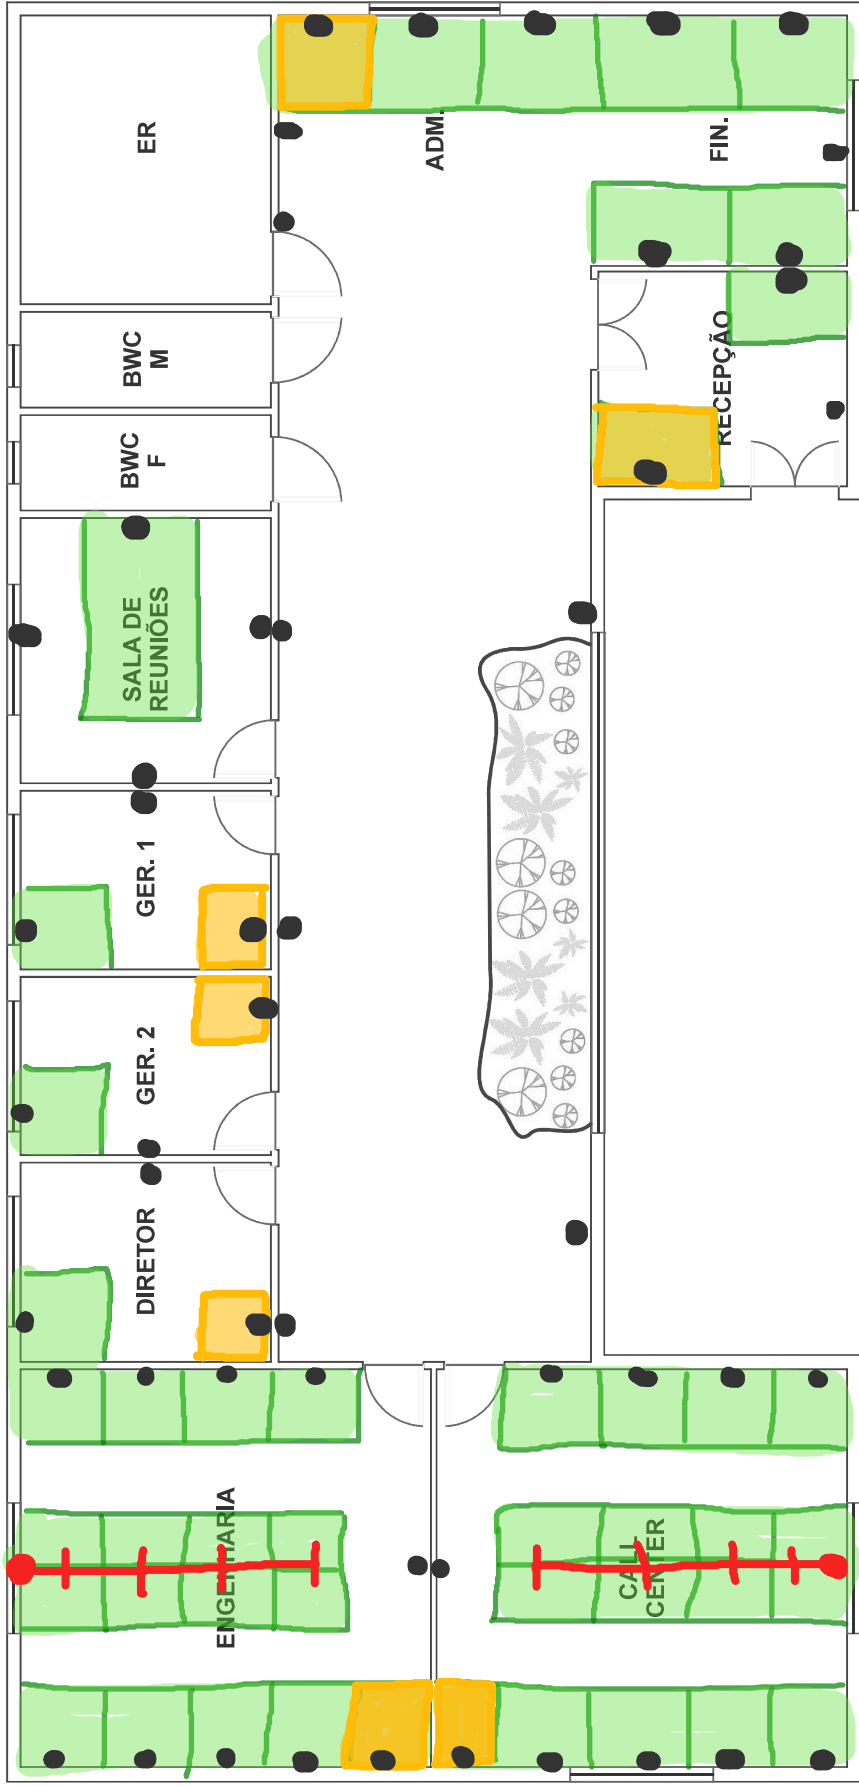 ER
ADM.
FIN.
BWC
M
BWC
F
RECEPÇÃO
SALA DE
REUNIÕES
GER. 1
GER. 2
DIRETOR
ENGENHARIA
CALL
CENTER